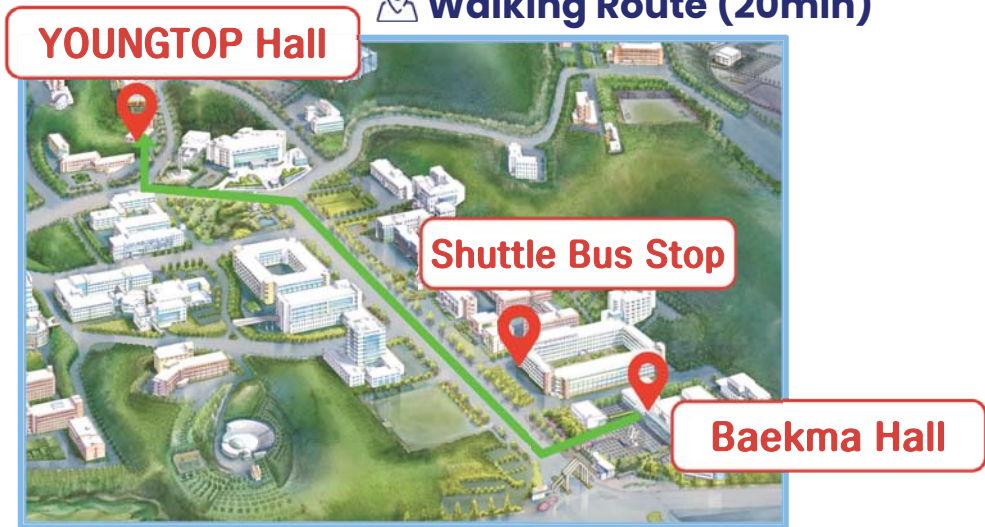 Walking Route (20min)
YOUNGTOP Hall
Shuttle Bus Stop
Baekma Hall